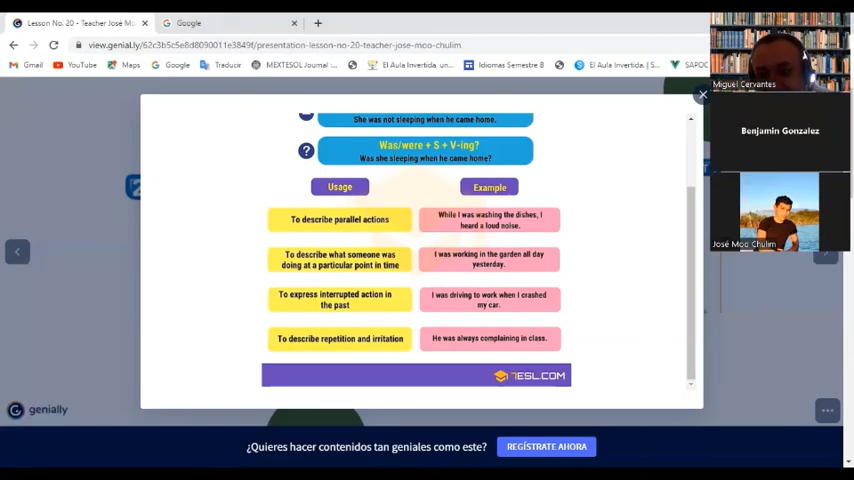 Lesson No. 20 - Teacher José Mo
Google
view.genial.ly/62c3b5c5e8d8090011e3849f/presentation-lesson-no-20-teacher-jose-moo-chulim
Gmail
YouTube
Maps
Google
Traducir
MEXTESOL Journal :...
El Aula Invertida, un...
Idiomas Semestre B
El Aula Invertida. | S...
SAPOC
Miguel Cervantes
Benjamin Gonzalez
José Moo Chulim
She was not sleeping when he came home.
?
Was/were + S + V-ing?
Was she sleeping when he came home?
Usage
Example
To describe parallel actions
While I was washing the dishes, I
heard a loud noise.
To describe what someone was
doing at a particular point in time
I was working in the garden all day
yesterday.
To express interrupted action in
the past
I was driving to work when I crashed
my car.
To describe repetition and irritation
He was always complaining in class.
7ESL.COM
genially
¿Quieres hacer contenidos tan geniales como este?
REGÍSTRATE AHORA